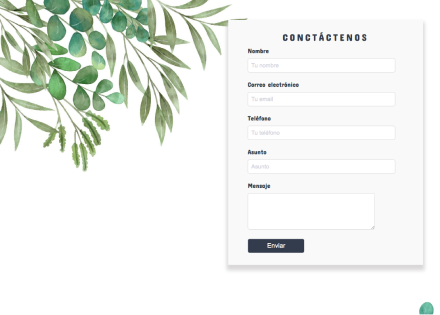 CONCTÁCTENOS
Nombre
Tu nombre
Correo electrónico
Tu email
Teléfono
Tu teléfono
Asunto
Asunto
Mensaje
Enviar